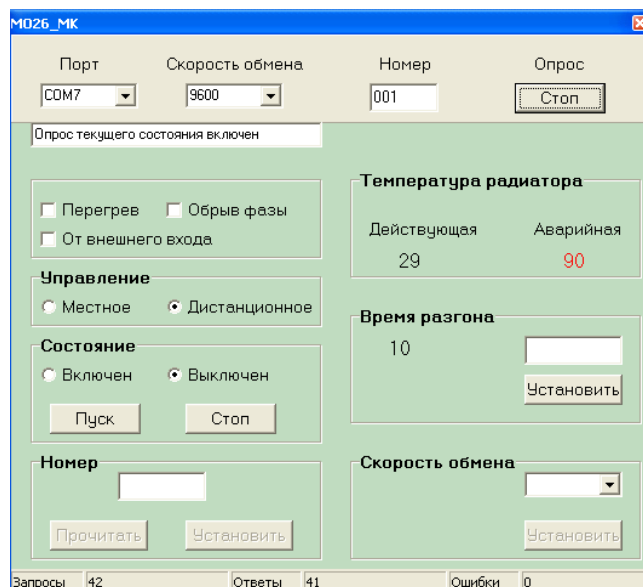 МО26_МК
Порт Скорость обмена Номер Опрос
COM7 9600 001 Стоп
Опрос текущего состояния включен
Температура радиатора
Перегрев Обрыв фазы
Действующая Аварийная
От внешнего входа
29 90
Управление
Местное Дистанционное
Время разгона
10
Состояние
Включен Выключен
Установить
Пуск Стоп
Номер
Скорость обмена
Прочитать Установить
Установить
Запросы 42 Ответы 41 Ошибки 0